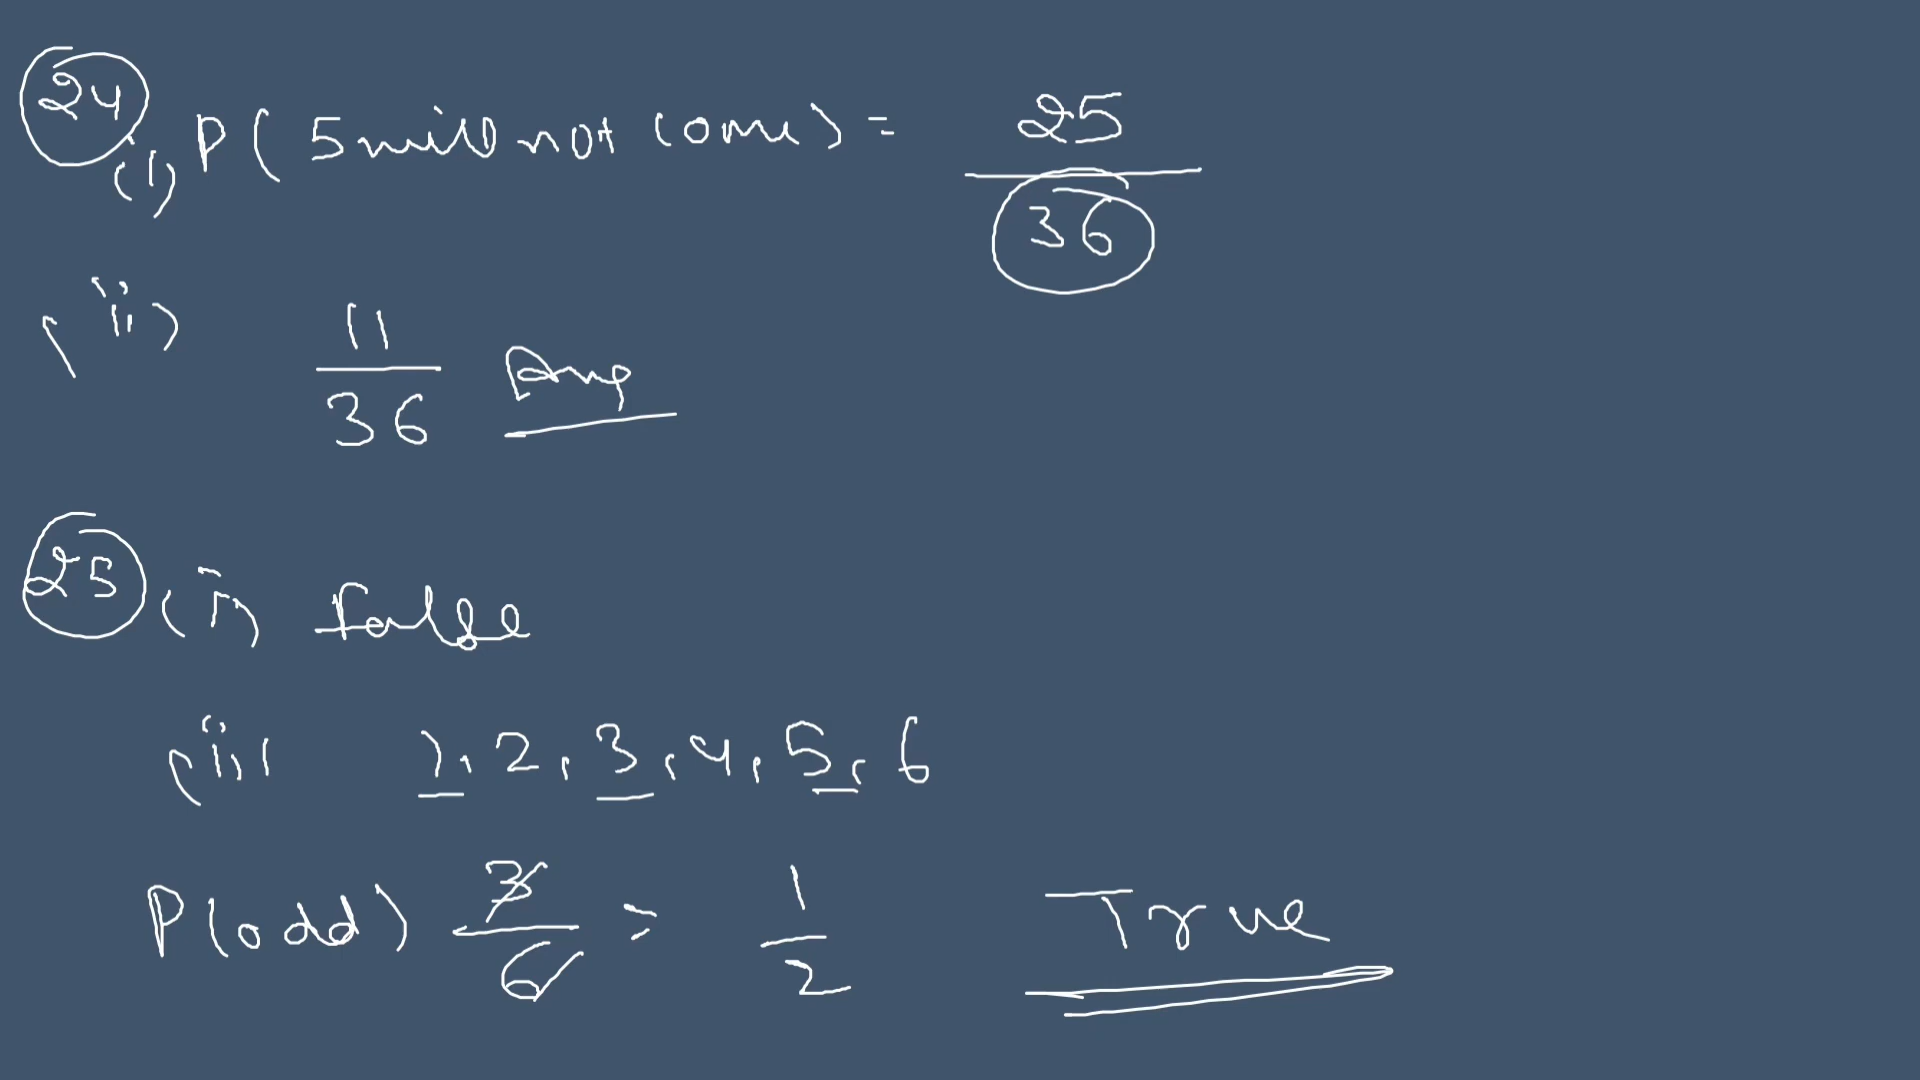 24
(i) P(5 will not come) = 25/36
(ii) 11/36 Ans
25 (i) false
(ii) 1, 2, 3, 4, 5, 6
P(odd) 3/6 = 1/2 True